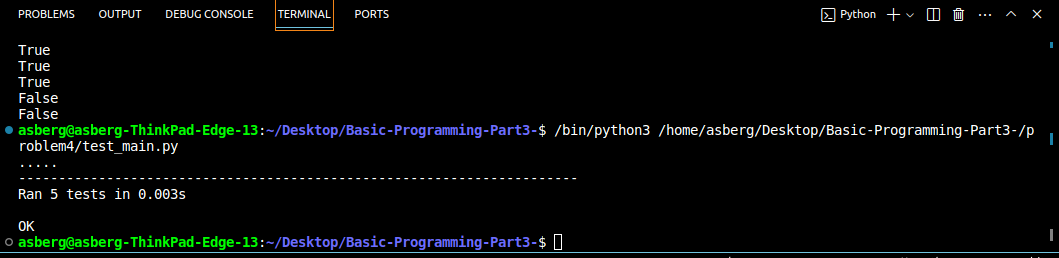 PROBLEMS OUTPUT DEBUG CONSOLE TERMINAL PORTS Python
True
True
True
False
False
asberg@asberg-ThinkPad-Edge-13:~/Desktop/Basic-Programming-Part3-$ /bin/python3 /home/asberg/Desktop/Basic-Programming-Part3-/p
roblem4/test_main.py
.....
----------------------------------------------------------------------
Ran 5 tests in 0.003s
OK
asberg@asberg-ThinkPad-Edge-13:~/Desktop/Basic-Programming-Part3-$